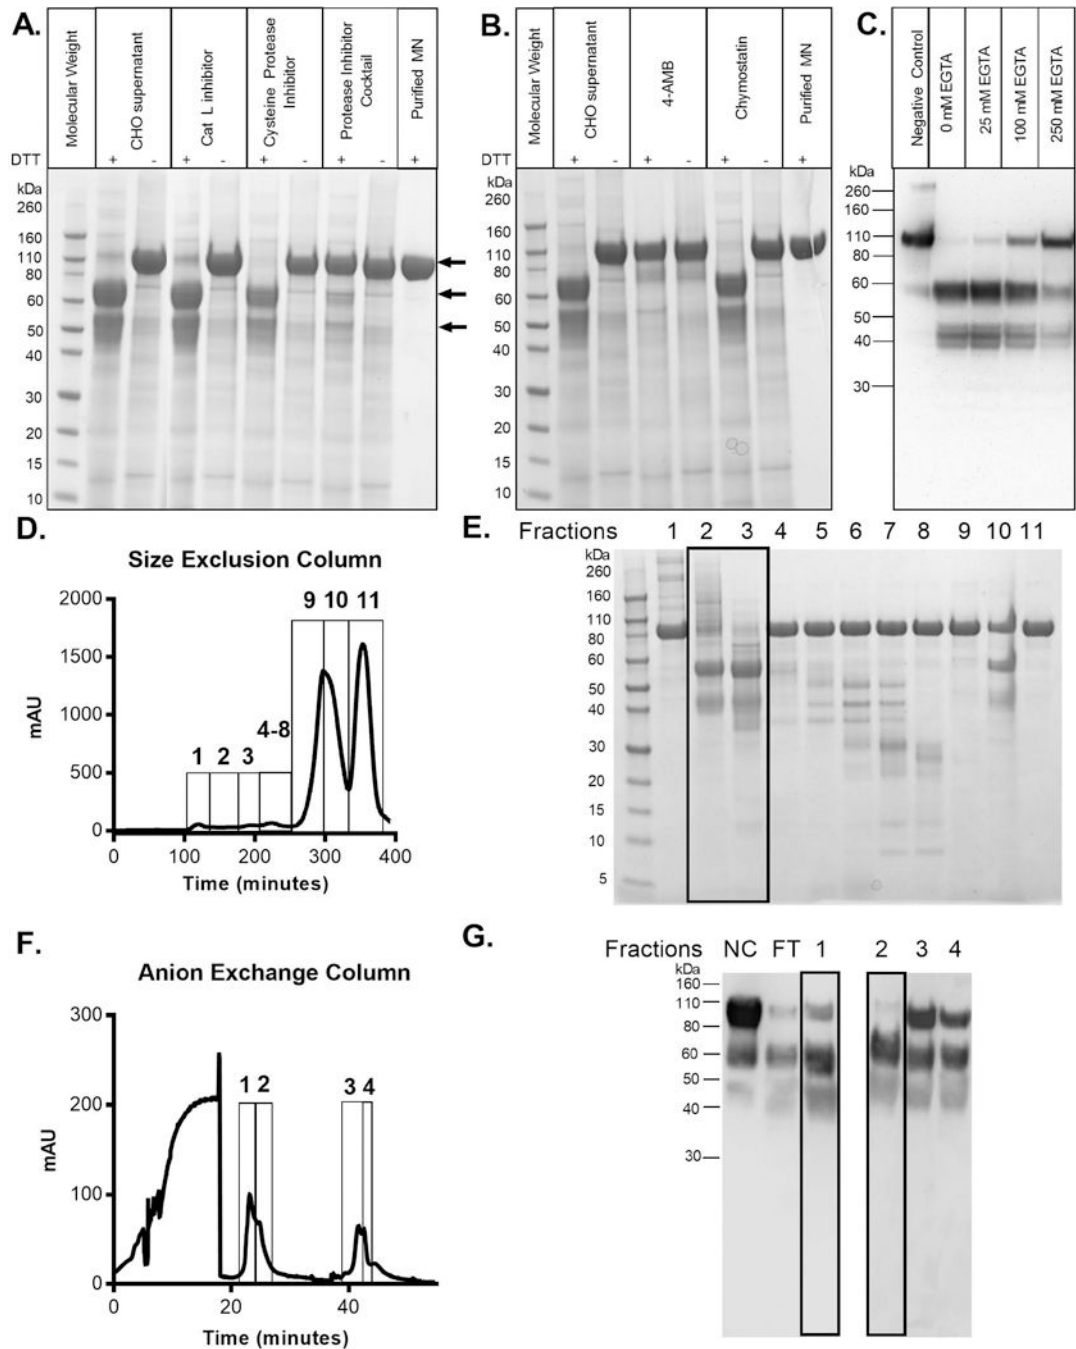 A.
Molecular Weight
CHO supernatant
Cat L inhibitor
Cysteine Protease
Inhibitor
Protease Inhibitor
Cocktail
Purified MN
DTT + - + - + - + - +
kDa
260
160
110
80
60
50
40
30
20
15
10
B.
Molecular Weight
CHO supernatant
4-AMB
Chymostatin
Purified MN
DTT + - + - + - +
kDa
260
160
110
80
60
50
40
30
20
15
10
C.
Negative Control
0 mM EGTA
25 mM EGTA
100 mM EGTA
250 mM EGTA
kDa
260
160
110
60
50
40
30
D.
Size Exclusion Column
2000
1500
1000
500
0
mAU
1 2 3 4-8 9 10 11
0 100 200 300 400
Time (minutes)
E.
Fractions 1 2 3 4 5 6 7 8 9 10 11
kDa
260
160
110
80
60
50
40
30
20
15
10
5
F.
Anion Exchange Column
300
200
100
0
mAU
1 2 3 4
0 20 40
Time (minutes)
G.
Fractions NC FT 1 2 3 4
kDa
160
110
80
60
50
40
30